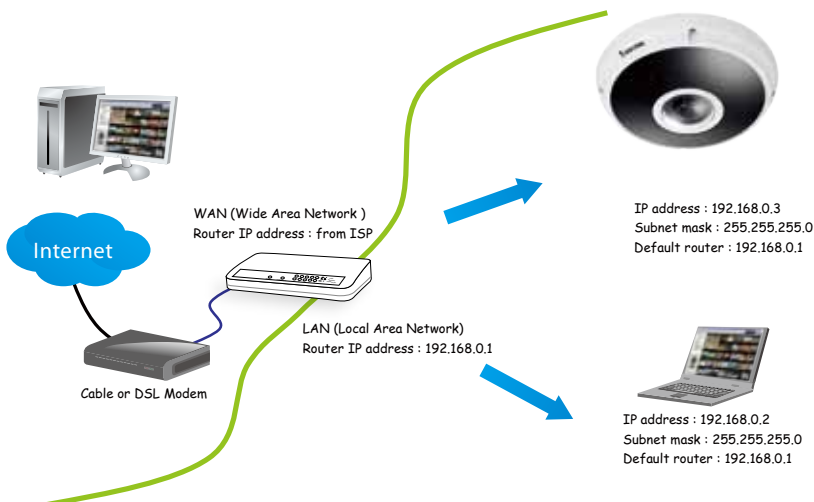 WAN (Wide Area Network )
Router IP address : from ISP
Internet
LAN (Local Area Network)
Router IP address : 192.168.0.1
Cable or DSL Modem
IP address : 192.168.0.3
Subnet mask : 255.255.255.0
Default router : 192.168.0.1
IP address : 192.168.0.2
Subnet mask : 255.255.255.0
Default router : 192.168.0.1